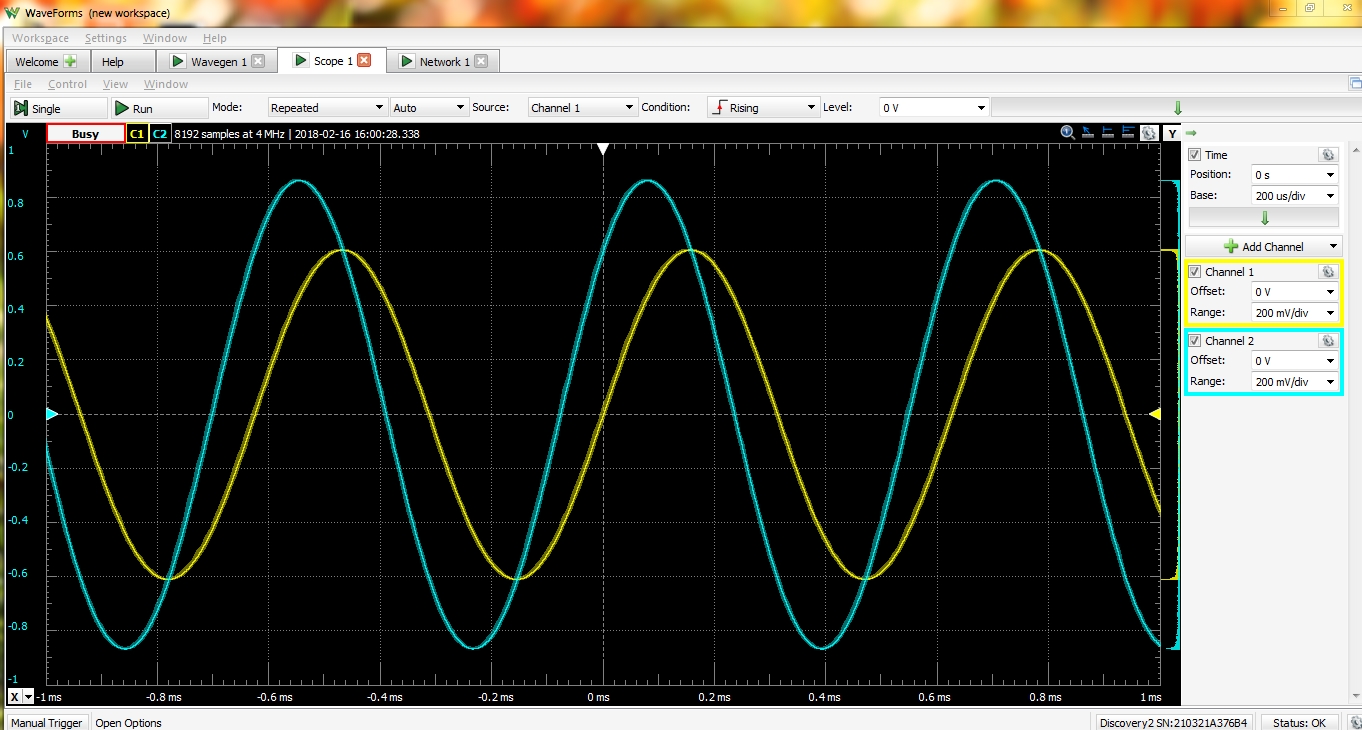 WaveForms (new workspace)
Workspace Settings Window Help
Welcome Help Wavegen 1 Scope 1 Network 1
File Control View Window
Single Run Mode: Repeated Auto Source: Channel 1 Condition: Rising Level: 0 V
V Busy C1 C2 8192 samples at 4 MHz | 2018-02-16 16:00:28.338 Y
1
0.8
0.6
0.4
0.2
0
-0.2
-0.4
-0.6
-0.8
-1
X -1 ms -0.8 ms -0.6 ms -0.4 ms -0.2 ms 0 ms 0.2 ms 0.4 ms 0.6 ms 0.8 ms 1 ms
Time
Position: 0 s
Base: 200 us/div
Add Channel
Channel 1
Offset: 0 V
Range: 200 mV/div
Channel 2
Offset: 0 V
Range: 200 mV/div
Manual Trigger Open Options Discovery2 SN:210321A376B4 Status: OK